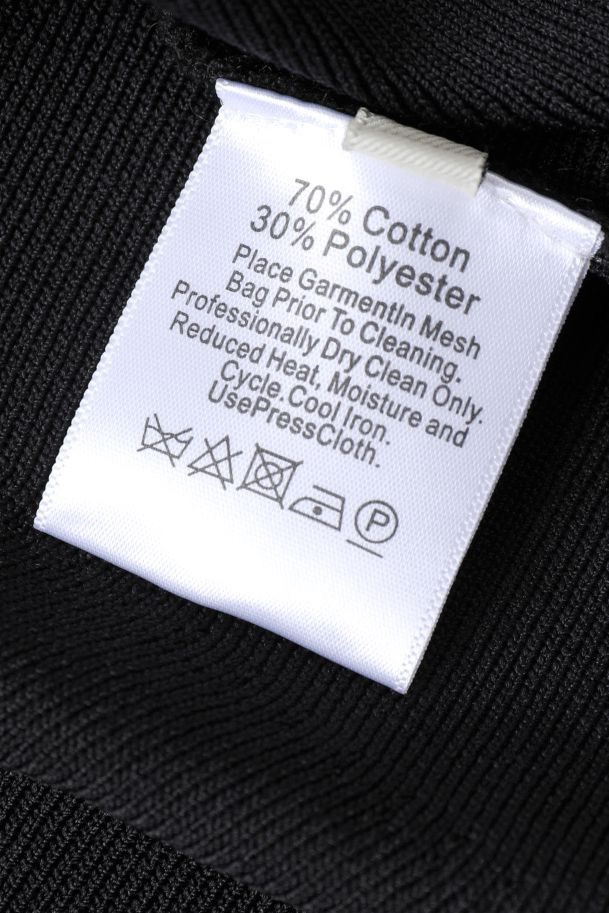 70% Cotton
30% Polyester
Place GarmentIn Mesh
Bag Prior To Cleaning.
Professionally Dry Clean Only.
Reduced Heat, Moisture and
Cycle.Cool Iron.
UsePressCloth.
P